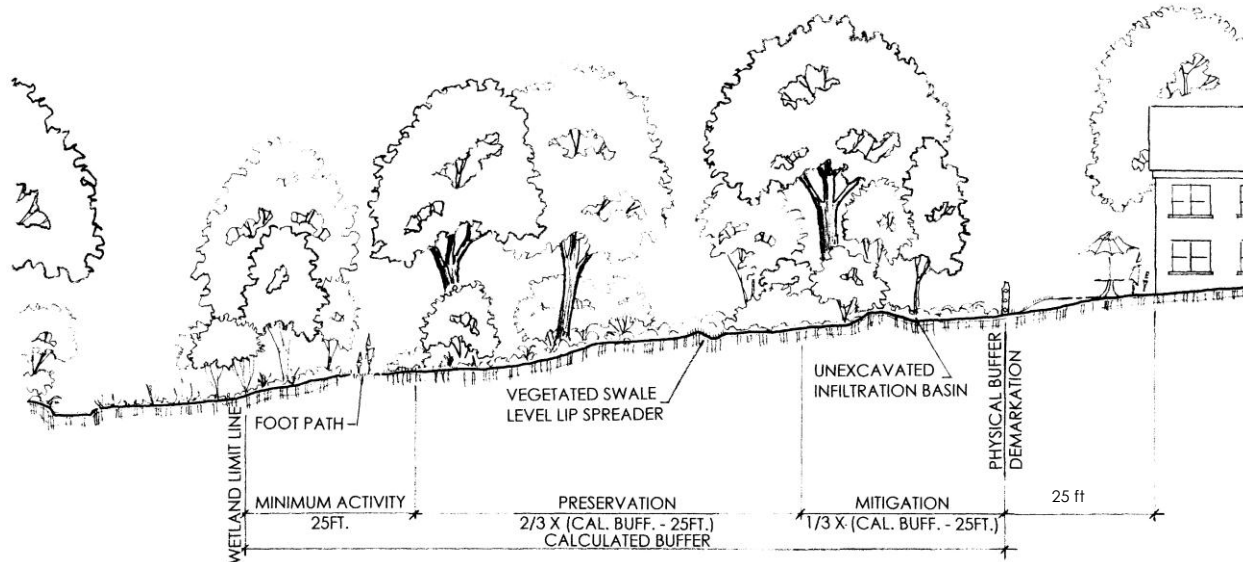 UNEXCAVATED
INFILTRATION BASIN
VEGETATED SWALE
LEVEL LIP SPREADER
FOOT PATH
WETLAND LIMIT LINE
PHYSICAL BUFFER
DEMARKATION
MINIMUM ACTIVITY
25FT.
PRESERVATION
2/3 X (CAL. BUFF. - 25FT.)
CALCULATED BUFFER
MITIGATION
1/3 X (CAL. BUFF. - 25FT.)
25 ft